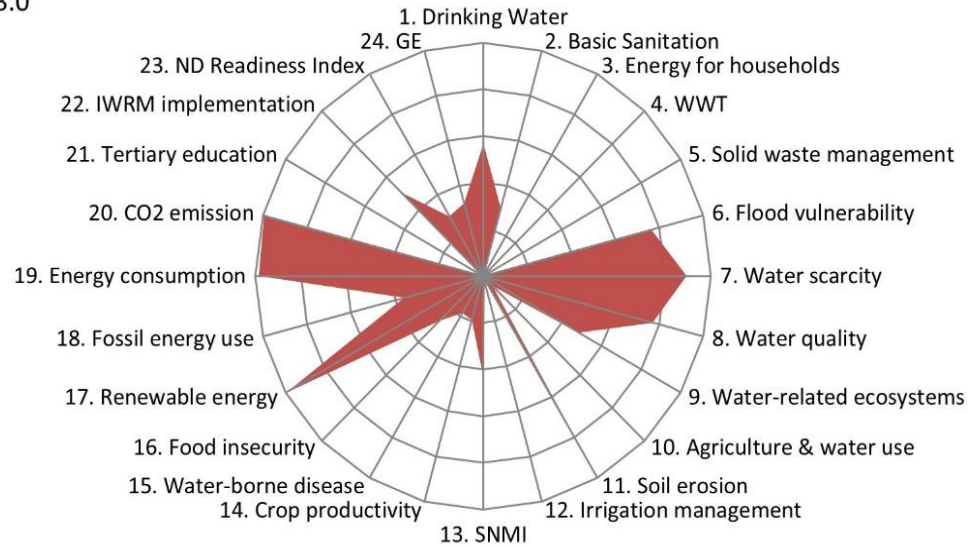 1. Drinking Water
2. Basic Sanitation
3. Energy for households
4. WWT
5. Solid waste management
6. Flood vulnerability
7. Water scarcity
8. Water quality
9. Water-related ecosystems
10. Agriculture & water use
11. Soil erosion
12. Irrigation management
13. SNMI
14. Crop productivity
15. Water-borne disease
16. Food insecurity
17. Renewable energy
18. Fossil energy use
19. Energy consumption
20. CO2 emission
21. Tertiary education
22. IWRM implementation
23. ND Readiness Index
24. GE